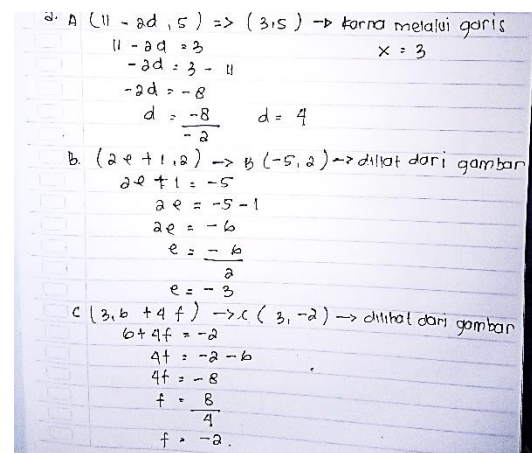 a. A (11 - 2d , 5) => (3,5) -> karna melalui garis
11 - 2d = 3 x = 3
- 2d = 3 - 11
- 2d = - 8
d = -8 / -2 d = 4
b. (2e + 1, 2) -> B (-5, 2) -> diliat dari gambar
2e + 1 = -5
2e = -5 - 1
2e = - 6
e = - 6 / 2
e = - 3
C (3, 6 + 4f) -> C (3, -2) -> dilihat dari gambar
6 + 4f = -2
4f = -2 - 6
4f = - 8
f = 8 / 4
f = -2.